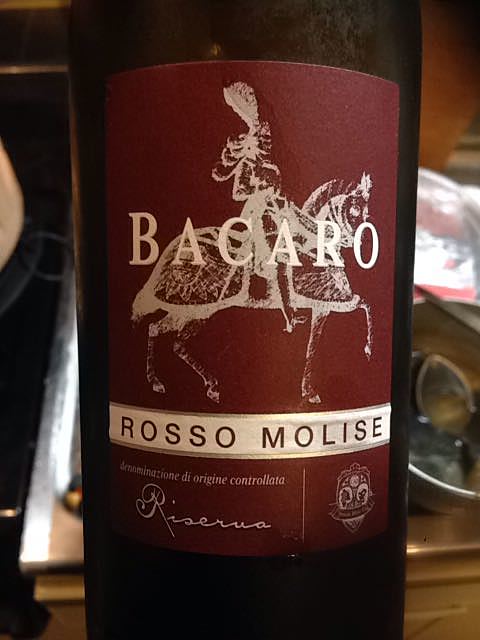 BACARO
ROSSO MOLISE
denominazione di origine controllata
Riserva